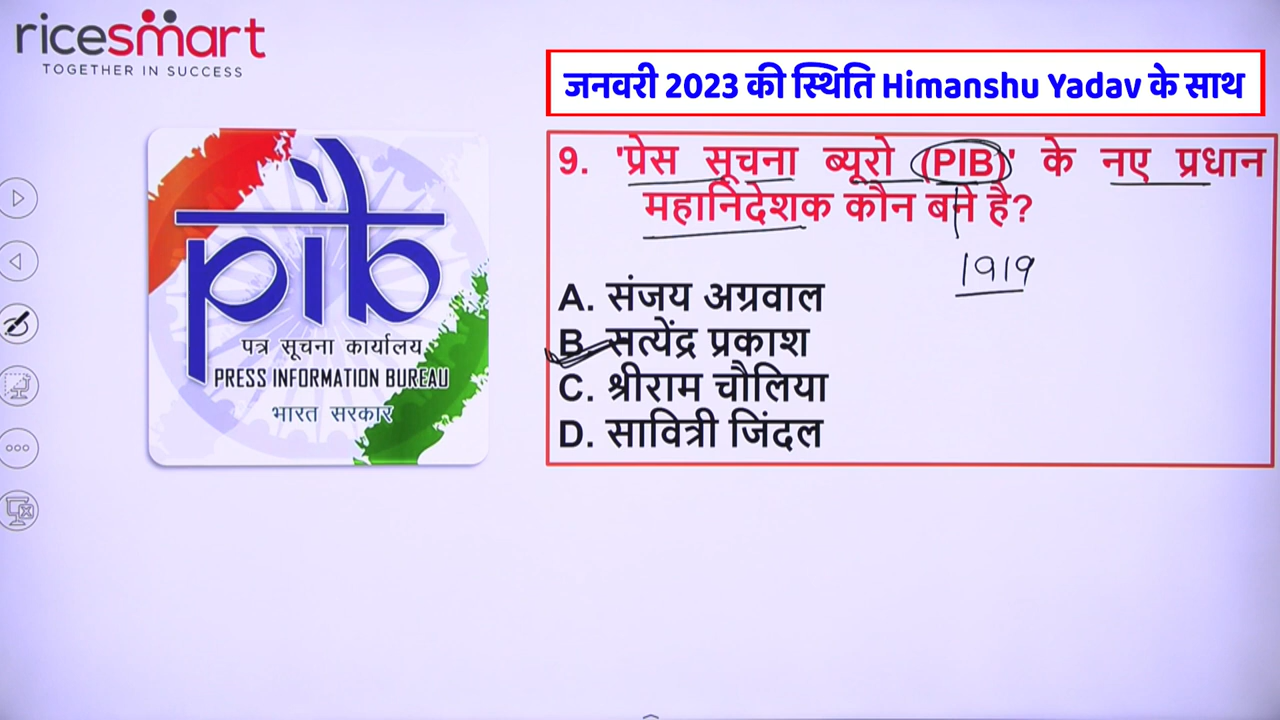 ricesmart
TOGETHER IN SUCCESS
जनवरी 2023 की स्थिति Himanshu Yadav के साथ
9. 'प्रेस सूचना ब्यूरो (PIB)' के नए प्रधान
महानिदेशक कौन बने है?
1919
A. संजय अग्रवाल
B. सत्येंद्र प्रकाश
C. श्रीराम चौलिया
D. सावित्री जिंदल
pib
पत्र सूचना कार्यालय
PRESS INFORMATION BUREAU
भारत सरकार